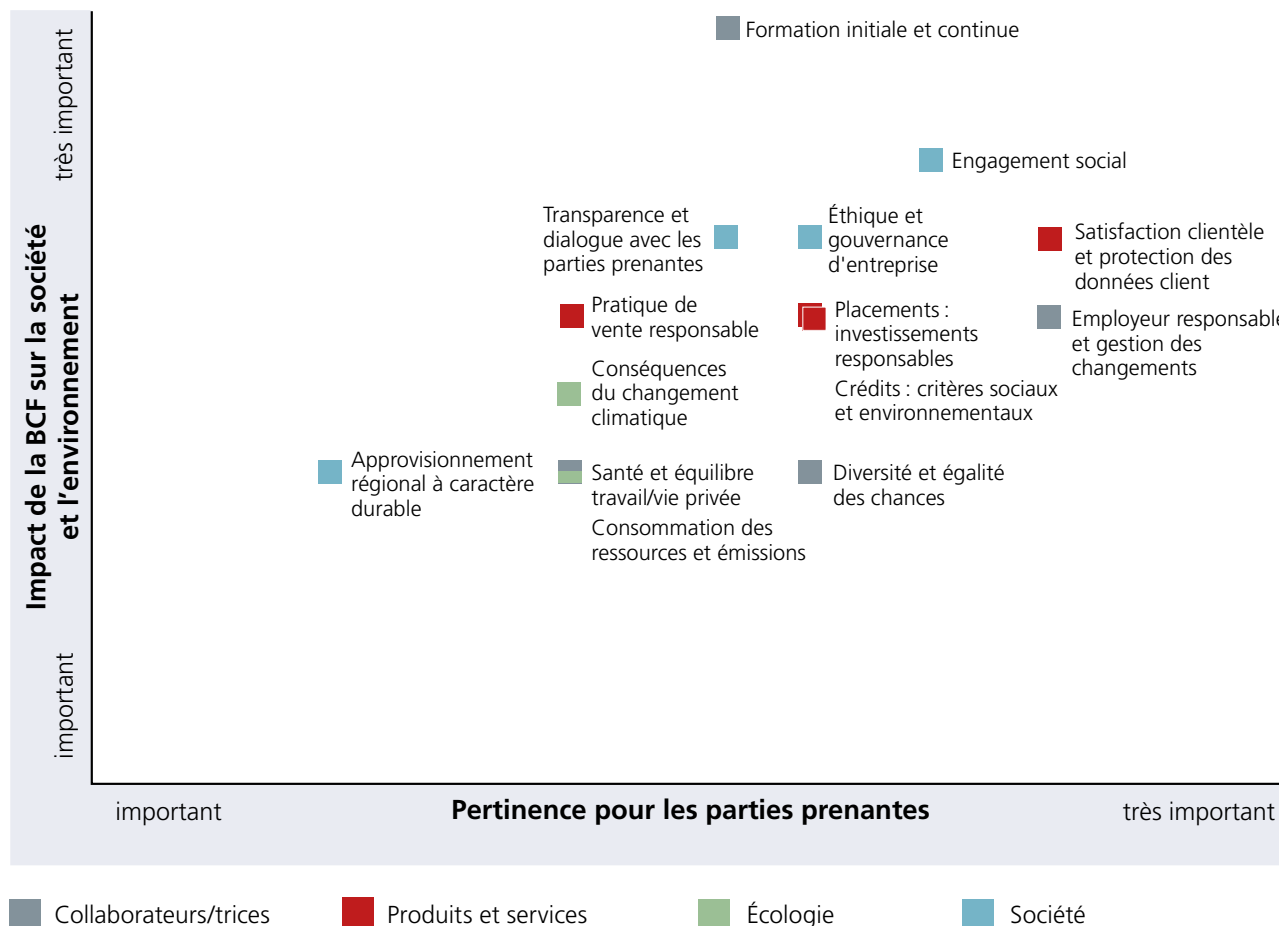 Formation initiale et continue
Engagement social
Transparence et
dialogue avec les
parties prenantes
Éthique et
gouvernance
d'entreprise
Satisfaction clientèle
et protection des
données client
Pratique de
vente responsable
Placements :
investissements
responsables
Crédits : critères sociaux
et environnementaux
Employeur responsable
et gestion des
changements
Conséquences
du changement
climatique
Approvisionnement
régional à caractère
durable
Santé et équilibre
travail/vie privée
Consommation des
ressources et émissions
Diversité et égalité
des chances
très important
Impact de la BCF sur la société
et l'environnement
important
important
Pertinence pour les parties prenantes
très important
Collaborateurs/trices
Produits et services
Écologie
Société